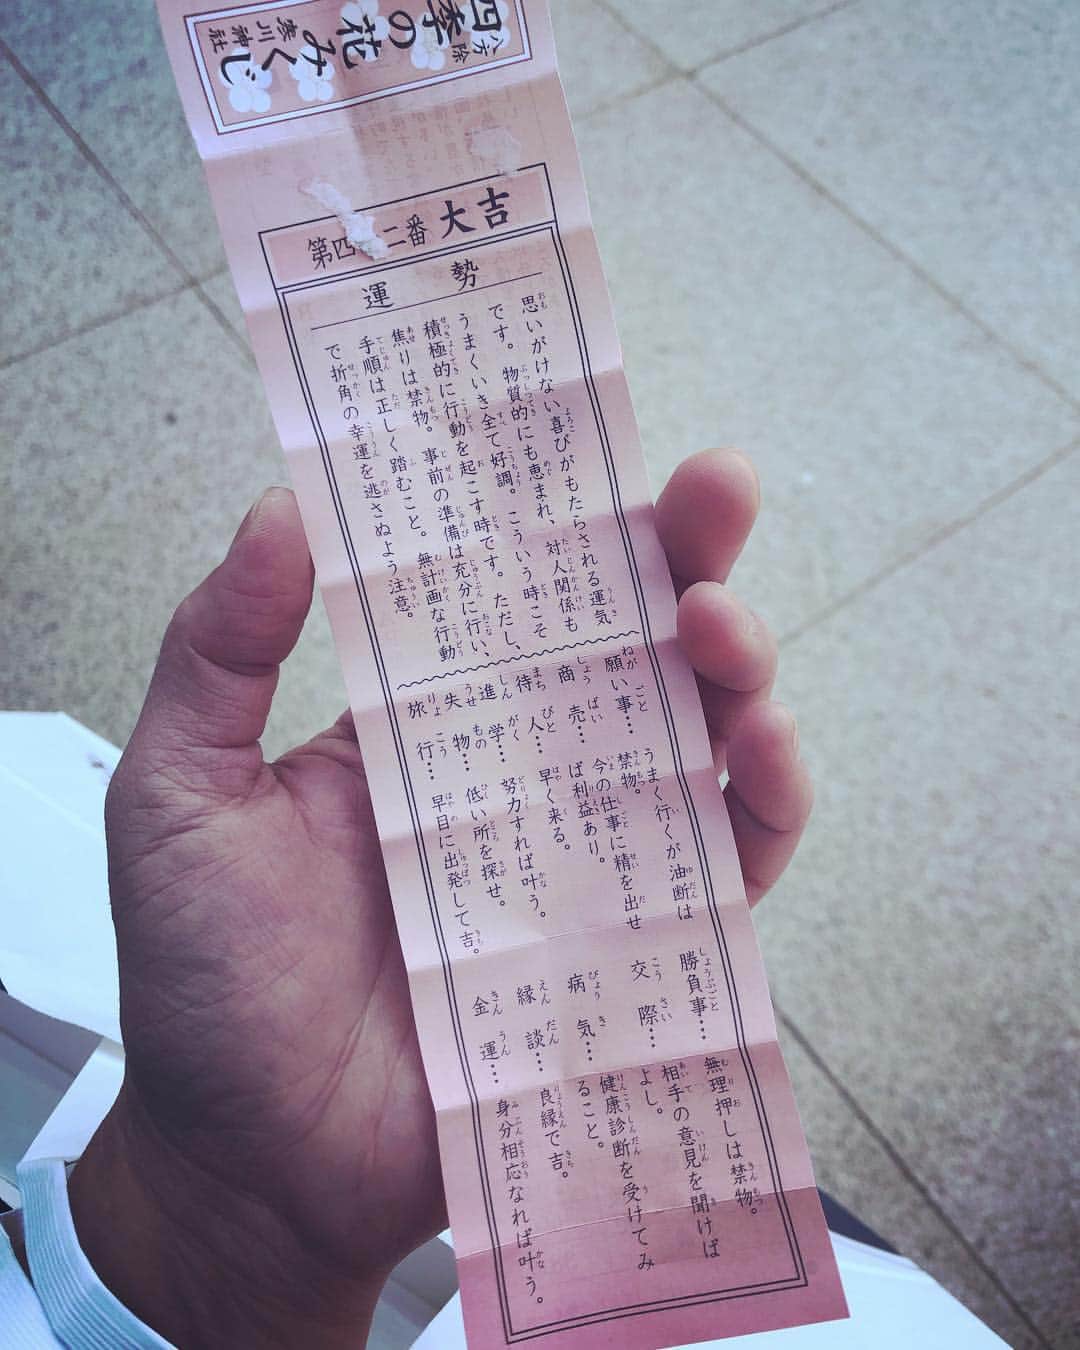 八方除
四季の花みくじ
寒川神社
第四 二番 大吉
運勢
思いがけない喜びがもたらされる運気
です。物質的にも恵まれ、対人関係も
うまくいき全て好調。こういう時こそ
積極的に行動を起こす時です。ただし、
焦りは禁物。事前の準備は充分に行い、
手順は正しく踏むこと。無計画な行動
で折角の幸運を逃さぬよう注意。
願い事… うまく行くが油断は
禁物。
商売… 今の仕事に精を出せ
ば利益あり。
待人… 早く来る。
進学… 努力すれば叶う。
失物… 低い所を探せ。
旅行… 早目に出発して吉。
勝負事… 無理押しは禁物。
交際… 相手の意見を聞けば
よし。
病気… 健康診断を受けてみ
ること。
縁談… 良縁で吉。
金運… 身分相応なれば叶う。